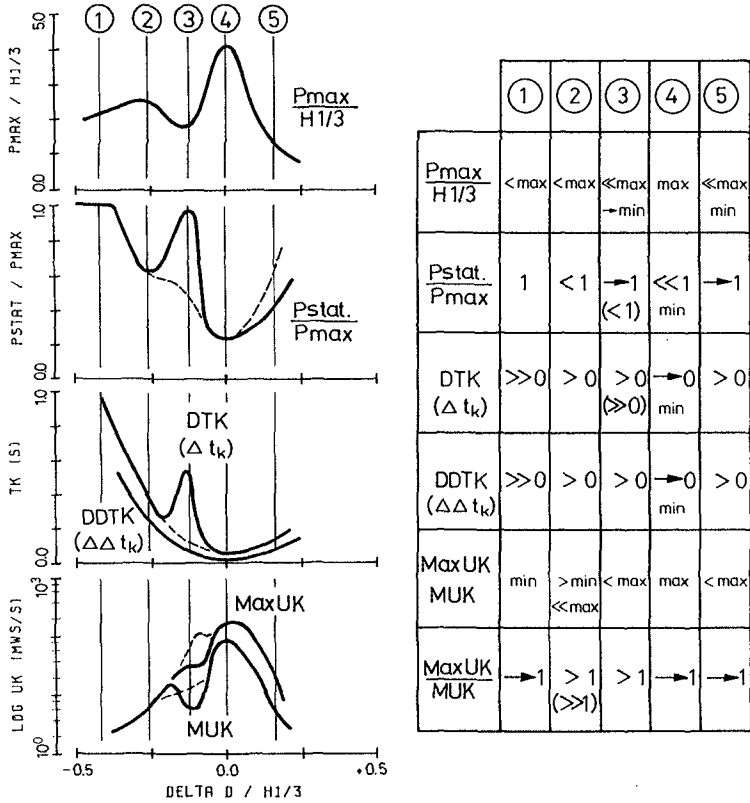 ① ② ③ ④ ⑤
5.0
0.0
PMAX / H1/3
Pmax
H1/3
1.0
0.0
PSTAT / PMAX
Pstat.
Pmax
1.0
0.0
TK (S)
DTK
(Δ tk)
DDTK
(ΔΔ tk)
10³
10⁰
LOG UK (MWS/S)
MaxUK
MUK
-0.5 0.0 +0.5
DELTA D / H1/3
① ② ③ ④ ⑤
Pmax
H1/3
<max <max ≪max max ≪max
→min min
Pstat.
Pmax
1 <1 →1 ≪1 →1
(<1) min
DTK
(Δ tk)
≫0 >0 >0 →0 >0
(≫0) min
DDTK
(ΔΔ tk)
≫0 >0 >0 →0 >0
min
MaxUK
MUK
min >min <max max <max
≪max
MaxUK
MUK
→1 >1 >1 →1 →1
(≫1)